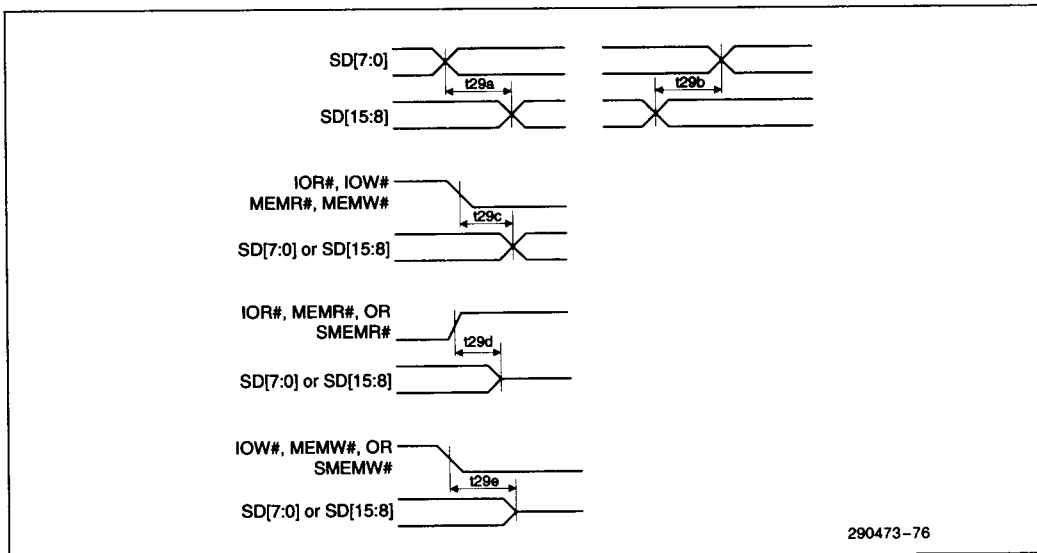 SD[7:0]
t29a
t29b
SD[15:8]
IOR#, IOW#
MEMR#, MEMW#
t29c
SD[7:0] or SD[15:8]
IOR#, MEMR#, OR
SMEMR#
t29d
SD[7:0] or SD[15:8]
IOW#, MEMW#, OR
SMEMW#
t29e
SD[7:0] or SD[15:8]
290473-76